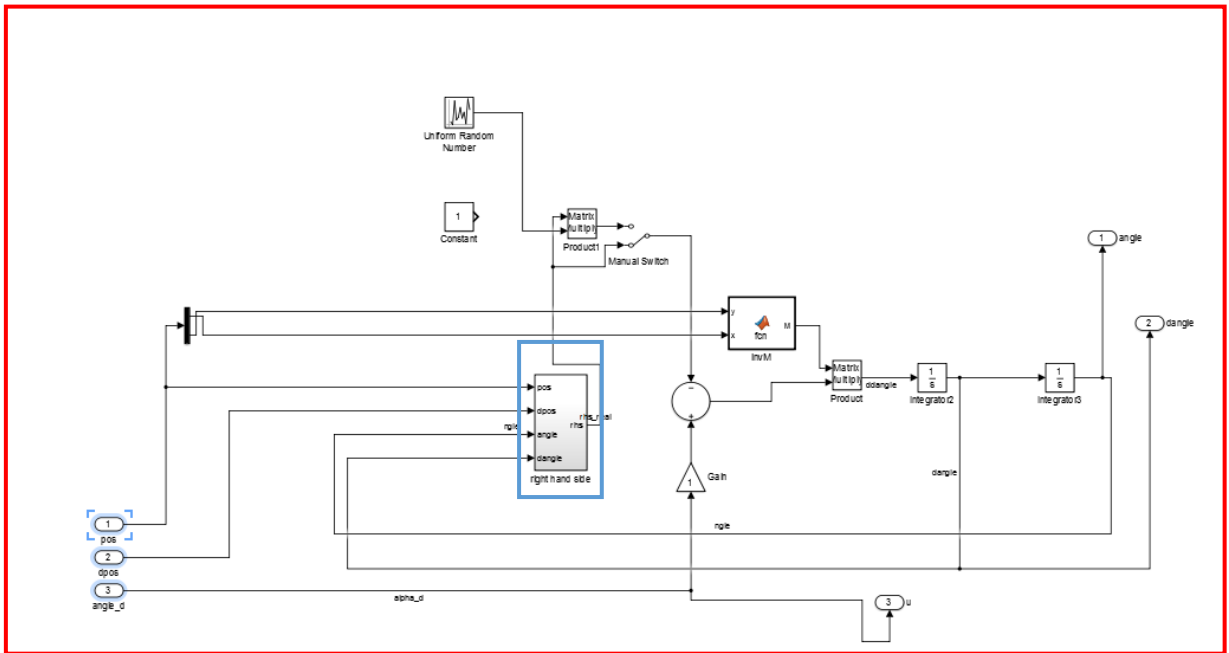 Uniform Random
Number
1
Constant
Matrix
Multiply
Product1
Manual Switch
1
angle
2
dangle
y
x
M
fcn
InvM
Matrix
Multiply
Product
ddangle
1
s
Integrator2
1
s
Integrator3
pos
dpos
angle
dangle
rhs
rhs_real
ngle
right hand side
−
+
1
Gain
dangle
ngle
1
pos
2
dpos
3
angle_d
alpha_d
3
u